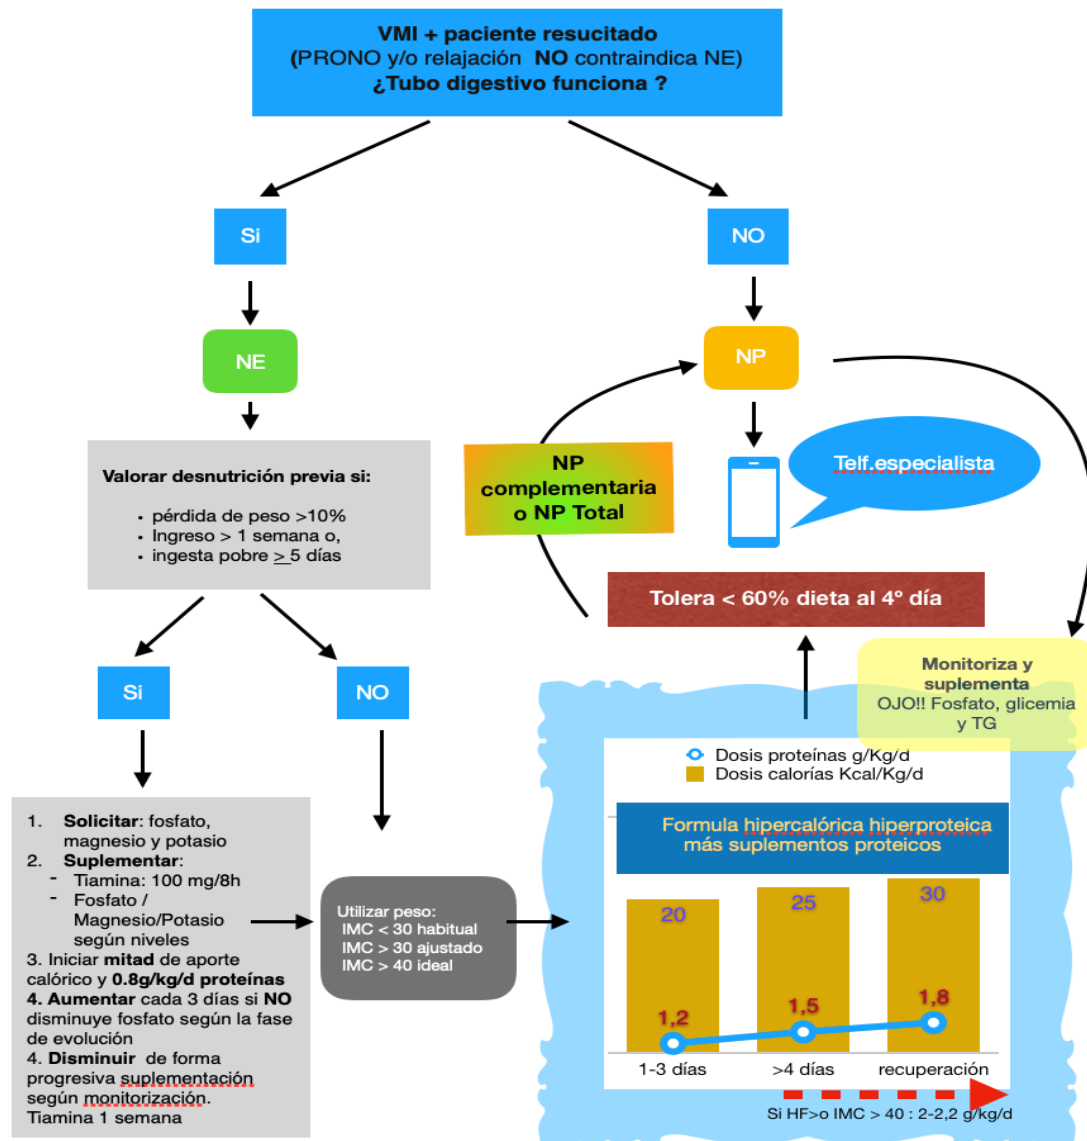 VMI + paciente resucitado
(PRONO y/o relajación NO contraindica NE)
¿Tubo digestivo funciona ?
Si
NO
NE
NP
Valorar desnutrición previa si:
• pérdida de peso >10%
• Ingreso > 1 semana o,
• ingesta pobre > 5 días
NP
complementaria
o NP Total
Telf.especialista
Tolera < 60% dieta al 4º día
Si
NO
Monitoriza y
suplementa
OJO!! Fosfato, glicemia
y TG
1. Solicitar: fosfato,
magnesio y potasio
2. Suplementar:
- Tiamina: 100 mg/8h
- Fosfato /
Magnesio/Potasio
según niveles
3. Iniciar mitad de aporte
calórico y 0.8g/kg/d proteínas
4. Aumentar cada 3 días si NO
disminuye fosfato según la fase
de evolución
4. Disminuir de forma
progresiva suplementación
según monitorización.
Tiamina 1 semana
Utilizar peso:
IMC < 30 habitual
IMC > 30 ajustado
IMC > 40 ideal
Dosis proteínas g/Kg/d
Dosis calorías Kcal/Kg/d
Formula hipercalórica hiperproteica
más suplementos proteicos
20
25
30
1,2
1,5
1,8
1-3 días
>4 días
recuperación
Si HF>o IMC > 40 : 2-2,2 g/kg/d